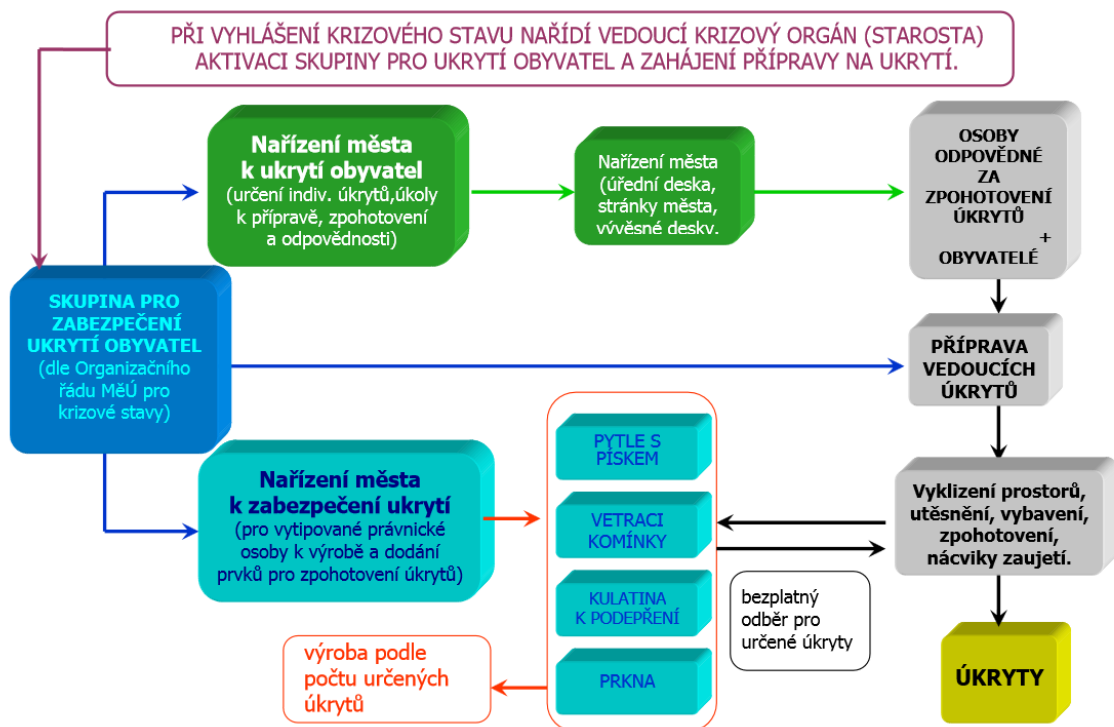 PŘI VYHLÁŠENÍ KRIZOVÉHO STAVU NAŘÍDÍ VEDOUCÍ KRIZOVÝ ORGÁN (STAROSTA)
AKTIVACI SKUPINY PRO UKRYTÍ OBYVATEL A ZAHÁJENÍ PŘÍPRAVY NA UKRYTÍ.
Nařízení města
k ukrytí obyvatel
(určení indiv. úkrytů,úkoly
k přípravě, zpohotovení
a odpovědnosti)
Nařízení města
(úřední deska,
stránky města,
vývěsné desky.
OSOBY
ODPOVĚDNÉ
ZA
ZPOHOTOVENÍ
ÚKRYTŮ
+
OBYVATELÉ
SKUPINA PRO
ZABEZPEČENÍ
UKRYTÍ OBYVATEL
(dle Organizačního
řádu MěÚ pro
krizové stavy)
PŘÍPRAVA
VEDOUCÍCH
ÚKRYTŮ
Nařízení města
k zabezpečení ukrytí
(pro vytipované právnické
osoby k výrobě a dodání
prvků pro zpohotovení úkrytů)
PYTLE S
PÍSKEM
VETRACI
KOMÍNKY
KULATINA
K PODEPŘENÍ
PRKNA
Vyklizení prostorů,
utěsnění, vybavení,
zpohotovení,
nácviky zaujetí.
bezplatný
odběr pro
určené úkryty
výroba podle
počtu určených
úkrytů
ÚKRYTY